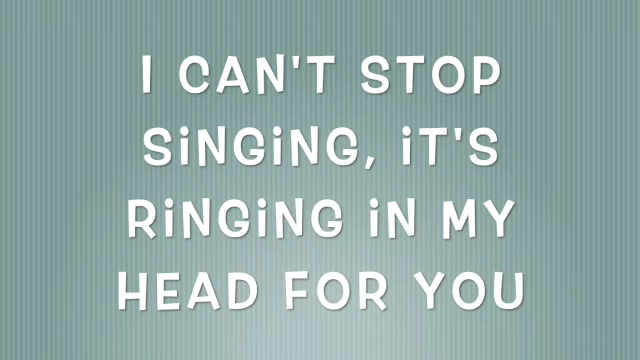 I CAN'T STOP
SiNGiNG, iT'S
RiNGiNG iN MY
HEAD FOR YOU